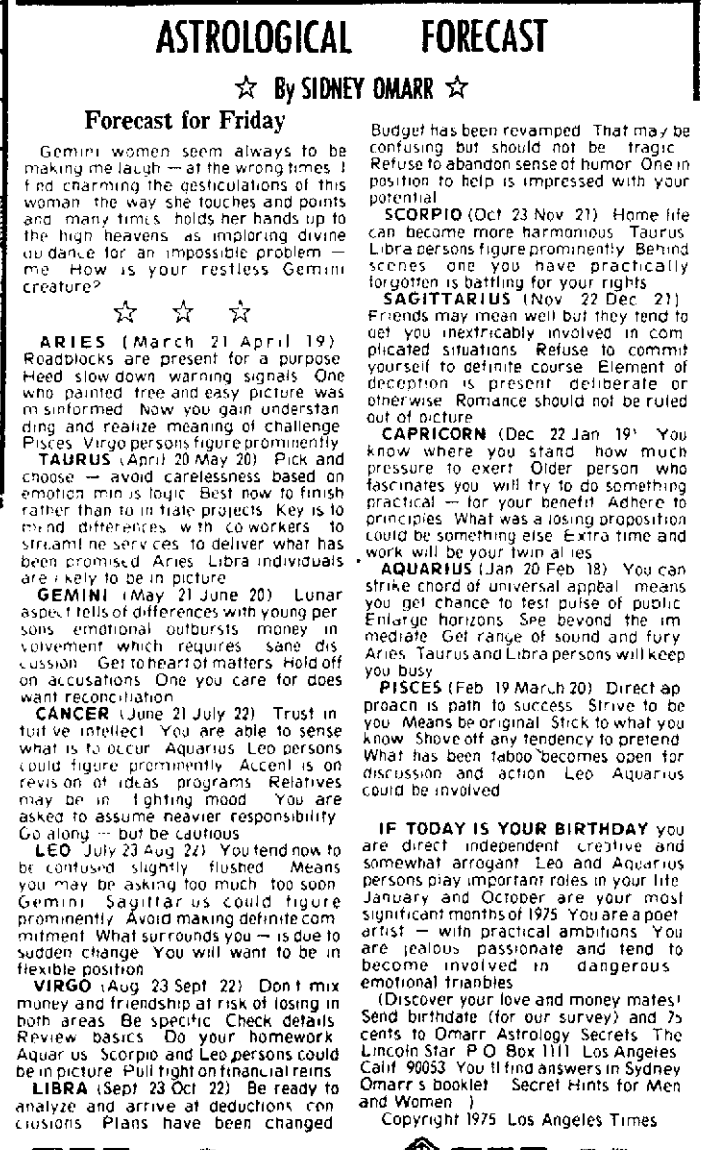 ASTROLOGICAL FORECAST
☆ By SIDNEY OMARR ☆
Forecast for Friday
Gemini women seem always to be
making me laugh — at the wrong times I
find charming the gesticulations of this
woman the way she touches and points
and many times holds her hands up to
the high heavens as imploring divine
guidance for an impossible problem —
me How is your restless Gemini
creature?
☆ ☆ ☆
ARIES (March 21 April 19)
Roadblocks are present for a purpose
Heed slow down warning signals One
who painted free and easy picture was
misinformed Now you gain understan
ding and realize meaning of challenge
Pisces Virgo persons figure prominently
TAURUS (April 20 May 20) Pick and
choose — avoid carelessness based on
emotion minus logic Best now to finish
rather than to initiate projects Key is to
mend differences with co workers to
streamline services to deliver what has
been promised Aries Libra individuals
are likely to be in picture
GEMINI (May 21 June 20) Lunar
aspect tells of differences with young per
sons emotional outbursts money in
volvement which requires sane dis
cussion Get to heart of matters Hold off
on accusations One you care for does
want reconciliation
CANCER (June 21 July 22) Trust in
tuitive intellect You are able to sense
what is to occur Aquarius Leo persons
could figure prominently Accent is on
revision of ideas programs Relatives
may be in fighting mood You are
asked to assume heavier responsibility
Go along — but be cautious
LEO July 23 Aug 22) You tend now to
be confused slightly flushed Means
you may be asking too much too soon
Gemini Sagittarius could figure
prominently Avoid making definite com
mitment What surrounds you — is due to
sudden change You will want to be in
flexible position
VIRGO (Aug 23 Sept 22) Don t mix
money and friendship at risk of losing in
both areas Be specific Check details
Review basics Do your homework
Aquarius Scorpio and Leo persons could
be in picture Pull tight on financial reins
LIBRA (Sept 23 Oct 22) Be ready to
analyze and arrive at deductions con
clusions Plans have been changed
Budget has been revamped That may be
confusing but should not be tragic
Refuse to abandon sense of humor One in
position to help is impressed with your
potential
SCORPIO (Oct 23 Nov 21) Home life
can become more harmonious Taurus
Libra persons figure prominently Behind
scenes one you have practically
forgotten is battling for your rights
SAGITTARIUS (Nov 22 Dec 21)
Friends may mean well but they tend to
get you inextricably involved in com
plicated situations Refuse to commit
yourself to definite course Element of
deception is present deliberate or
otherwise Romance should not be ruled
out of picture
CAPRICORN (Dec 22 Jan 19) You
know where you stand how much
pressure to exert Older person who
fascinates you will try to do something
practical — for your benefit Adhere to
principles What was a losing proposition
could be something else Extra time and
work will be your twin allies
AQUARIUS (Jan 20 Feb 18) You can
strike chord of universal appeal means
you get chance to test pulse of public
Enlarge horizons See beyond the im
mediate Get range of sound and fury
Aries Taurus and Libra persons will keep
you busy
PISCES (Feb 19 March 20) Direct ap
proach is path to success Strive to be
you Means be original Stick to what you
know Shove off any tendency to pretend
What has been taboo becomes open for
discussion and action Leo Aquarius
could be involved
IF TODAY IS YOUR BIRTHDAY you
are direct independent creative and
somewhat arrogant Leo and Aquarius
persons play important roles in your life
January and October are your most
significant months of 1975 You are a poet
artist — with practical ambitions You
are jealous passionate and tend to
become involved in dangerous
emotional triangles
(Discover your love and money mates!
Send birthdate (for our survey) and 75
cents to Omarr Astrology Secrets The
Lincoln Star P O Box 1111 Los Angeles
Calif 90053 You ll find answers in Sydney
Omarr s booklet Secret Hints for Men
and Women )
Copyright 1975 Los Angeles Times